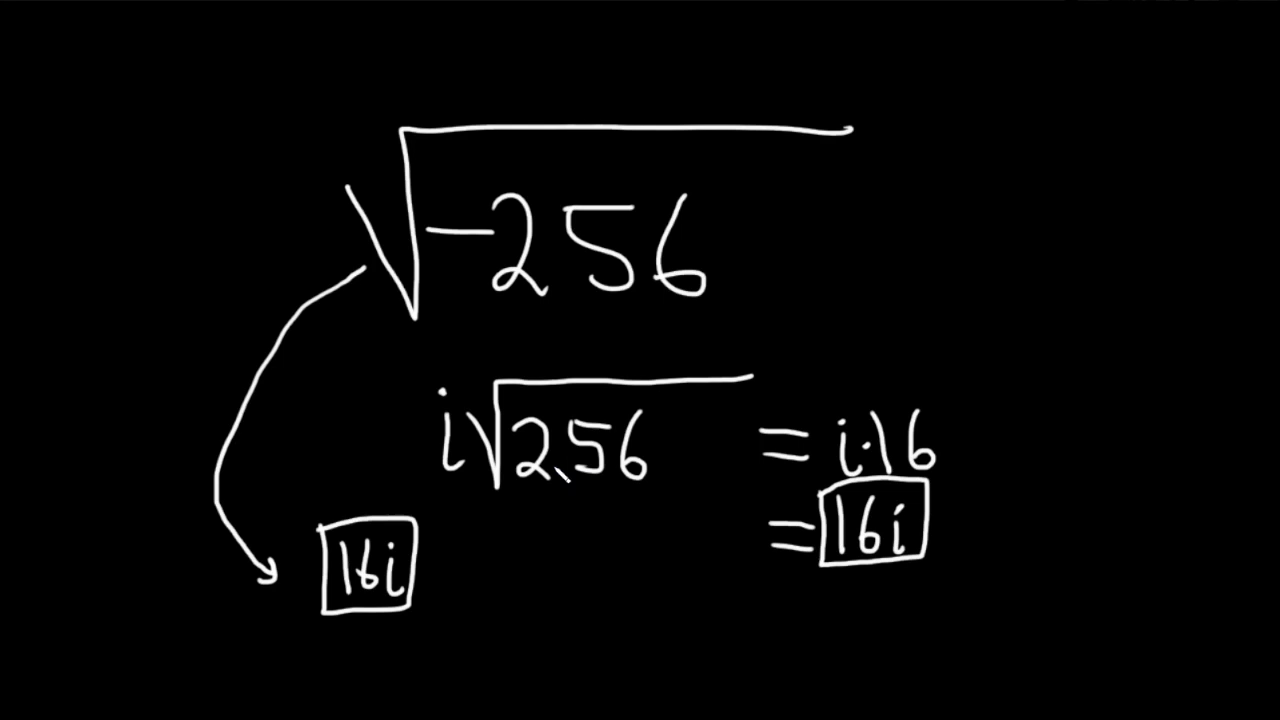 √-256
i√256 = i·16
= 16i
16i